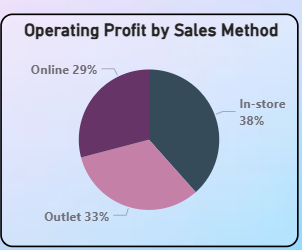 Operating Profit by Sales Method
Online 29%
In-store
38%
Outlet 33%